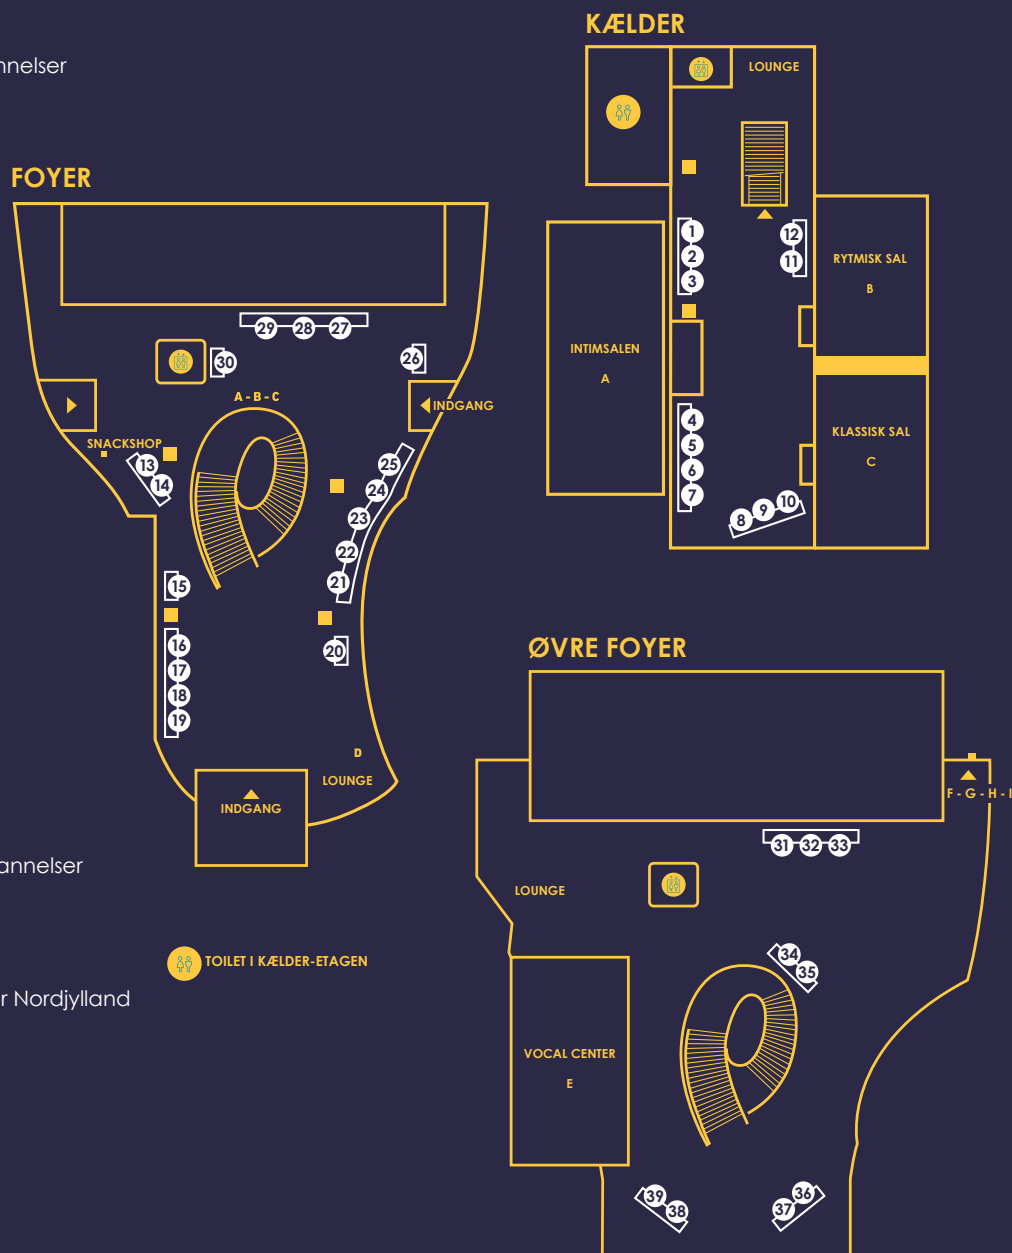 nnelser
KÆLDER
LOUNGE
FOYER
1
2
3
12
11
RYTMISK SAL
B
29
28
27
30
26
INTIMSALEN
A
A - B - C
INDGANG
SNACKSHOP
13
14
25
24
23
22
21
4
5
6
7
8
9
10
KLASSISK SAL
C
15
16
17
18
19
20
D
LOUNGE
INDGANG
ØVRE FOYER
F - G - H - I
31
32
33
LOUNGE
annelser
TOILET I KÆLDER-ETAGEN
r Nordjylland
34
35
VOCAL CENTER
E
39
38
36
37